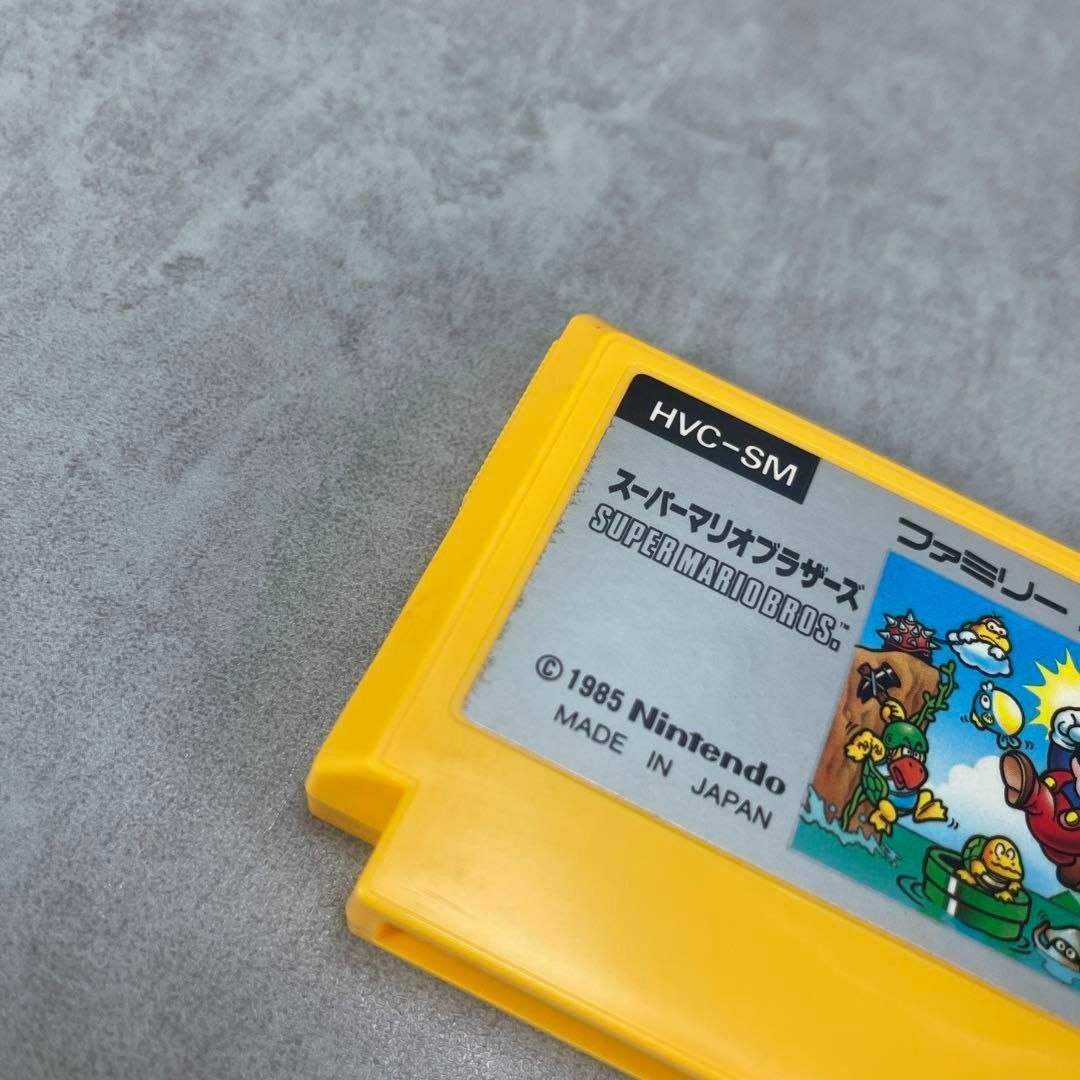 HVC-SM
スーパーマリオブラザーズ
SUPER MARIO BROS.™
© 1985 Nintendo
MADE IN JAPAN
ファミリー